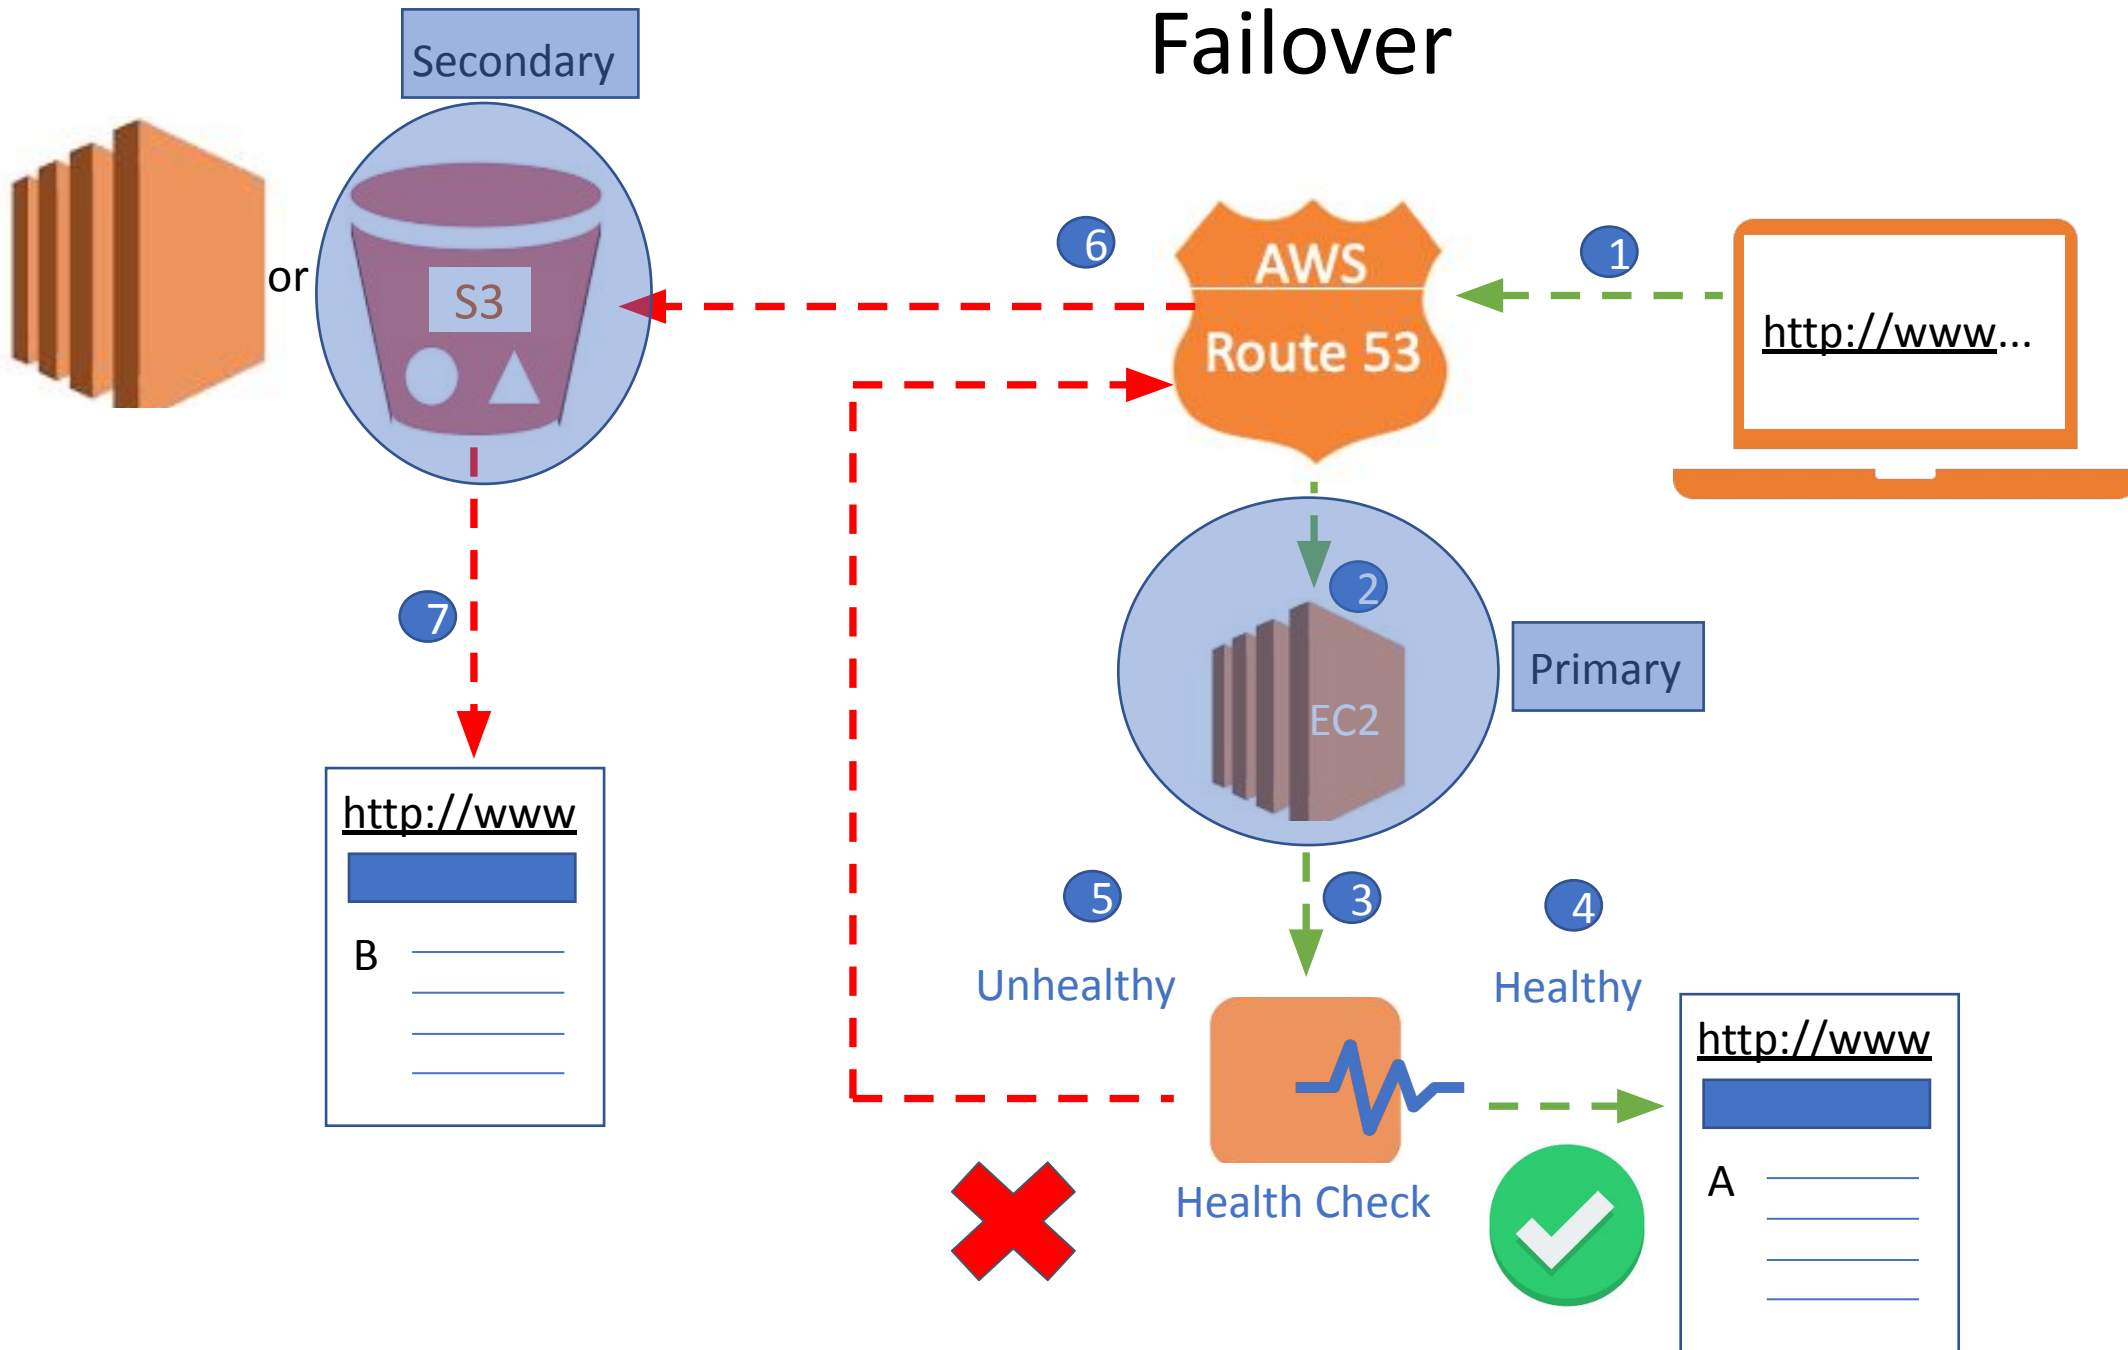 Failover
Secondary
or
S3
6
AWS
Route 53
1
http://www...
2
EC2
Primary
7
http://www
B
5
3
4
Unhealthy
Healthy
Health Check
http://www
A